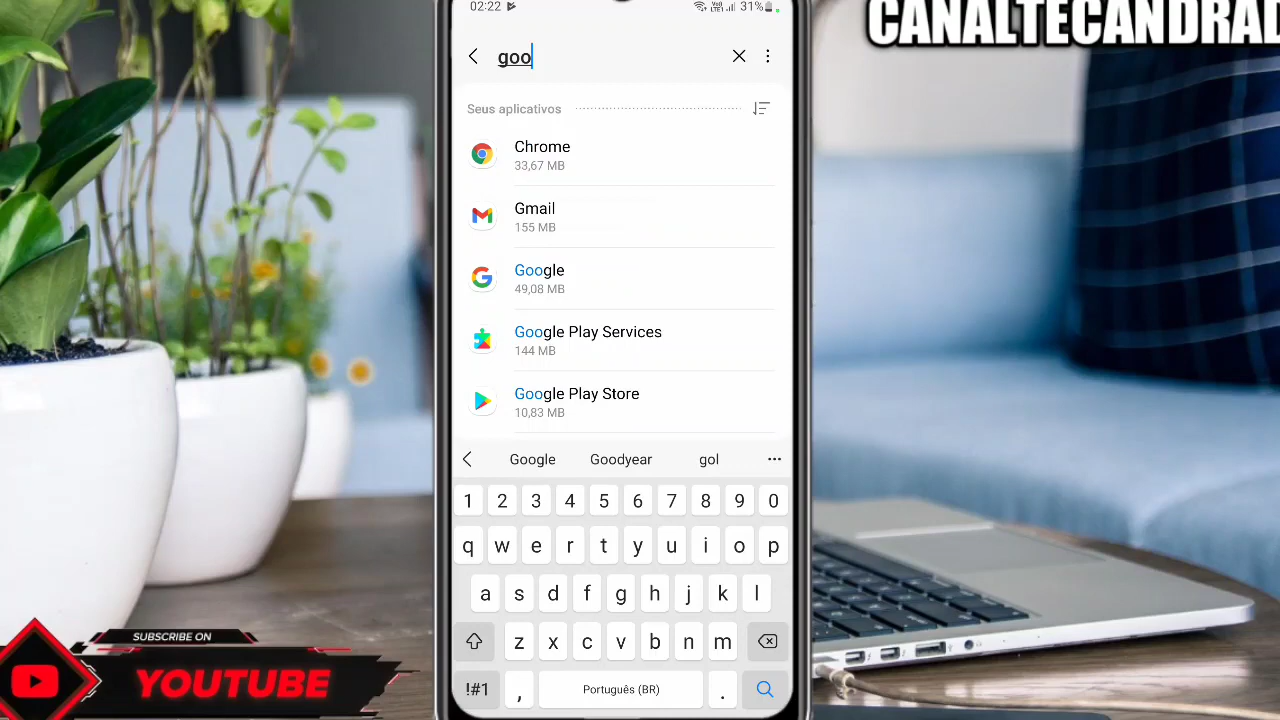 CANALTECANDRAD
02:22 31%
goo
Seus aplicativos
Chrome
33,67 MB
Gmail
155 MB
Google
49,08 MB
Google Play Services
144 MB
Google Play Store
10,83 MB
Google Goodyear gol
1 2 3 4 5 6 7 8 9 0
q w e r t y u i o p
a s d f g h j k l
z x c v b n m
!#1 , Português (BR) .
SUBSCRIBE ON
YOUTUBE